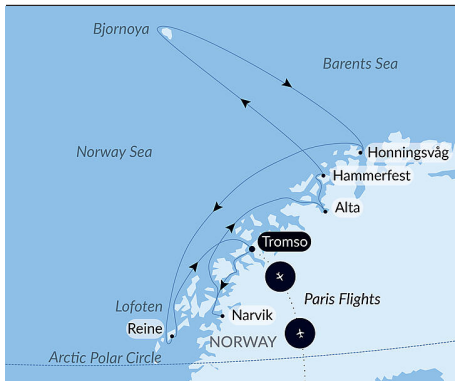 Bjornoya
Barents Sea
Norway Sea
Honningsvåg
Hammerfest
Alta
Tromso
Paris Flights
Lofoten
Narvik
Reine
NORWAY
Arctic Polar Circle